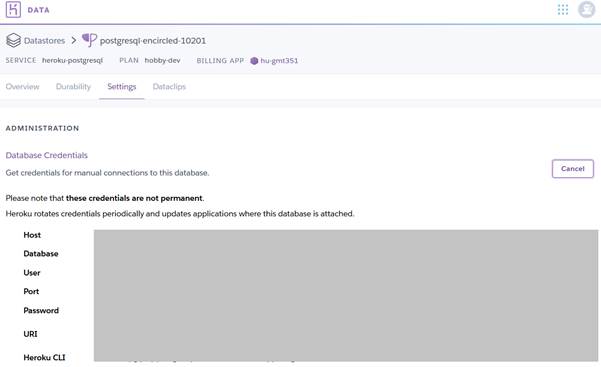 DATA
Datastores > postgresql-encircled-10201
SERVICE heroku-postgresql PLAN hobby-dev BILLING APP hu-gmt351
Overview Durability Settings Dataclips
ADMINISTRATION
Database Credentials
Get credentials for manual connections to this database.
Cancel
Please note that these credentials are not permanent.
Heroku rotates credentials periodically and updates applications where this database is attached.
Host
Database
User
Port
Password
URI
Heroku CLI